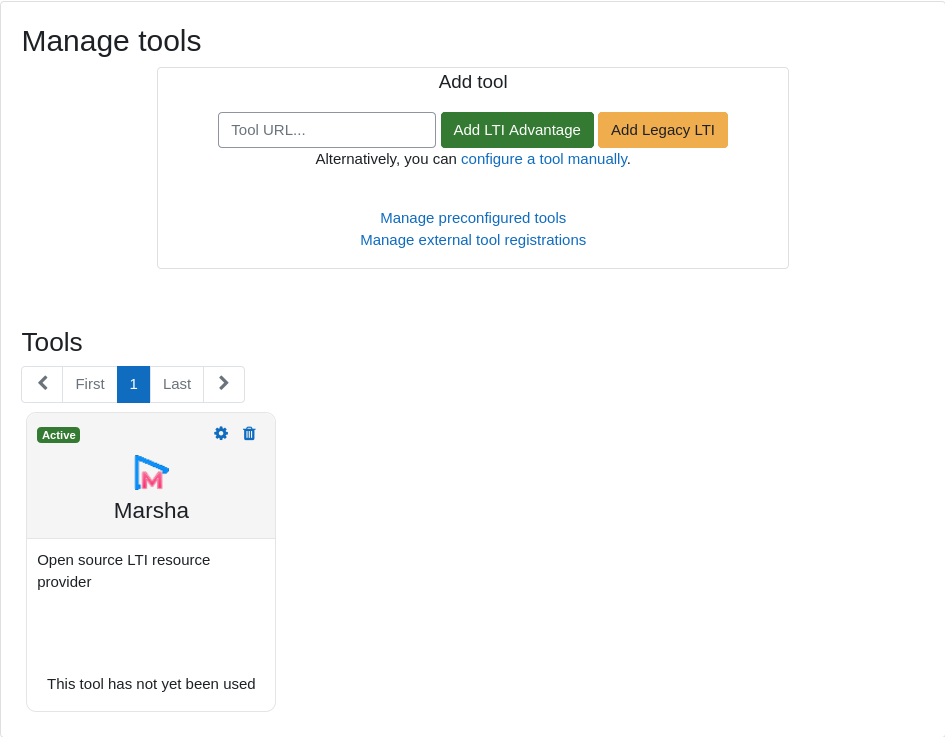 Manage tools
Add tool
Tool URL... Add LTI Advantage Add Legacy LTI
Alternatively, you can configure a tool manually.
Manage preconfigured tools
Manage external tool registrations
Tools
First 1 Last
Active
M
Marsha
Open source LTI resource
provider
This tool has not yet been used